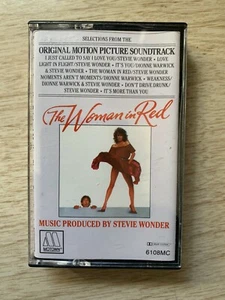 SELECTIONS FROM THE
ORIGINAL MOTION PICTURE SOUNDTRACK
I JUST CALLED TO SAY I LOVE YOU/STEVIE WONDER • LOVE
LIGHT IN FLIGHT/STEVIE WONDER • IT'S YOU/DIONNE WARWICK
& STEVIE WONDER • THE WOMAN IN RED/STEVIE WONDER
MOMENTS AREN'T MOMENTS/DIONNE WARWICK • WEAKNESS/
DIONNE WARWICK & STEVIE WONDER • DON'T DRIVE DRUNK/
STEVIE WONDER • IT'S MORE THAN YOU
The Woman in Red
MUSIC PRODUCED BY STEVIE WONDER
M
MOTOWN
6108MC